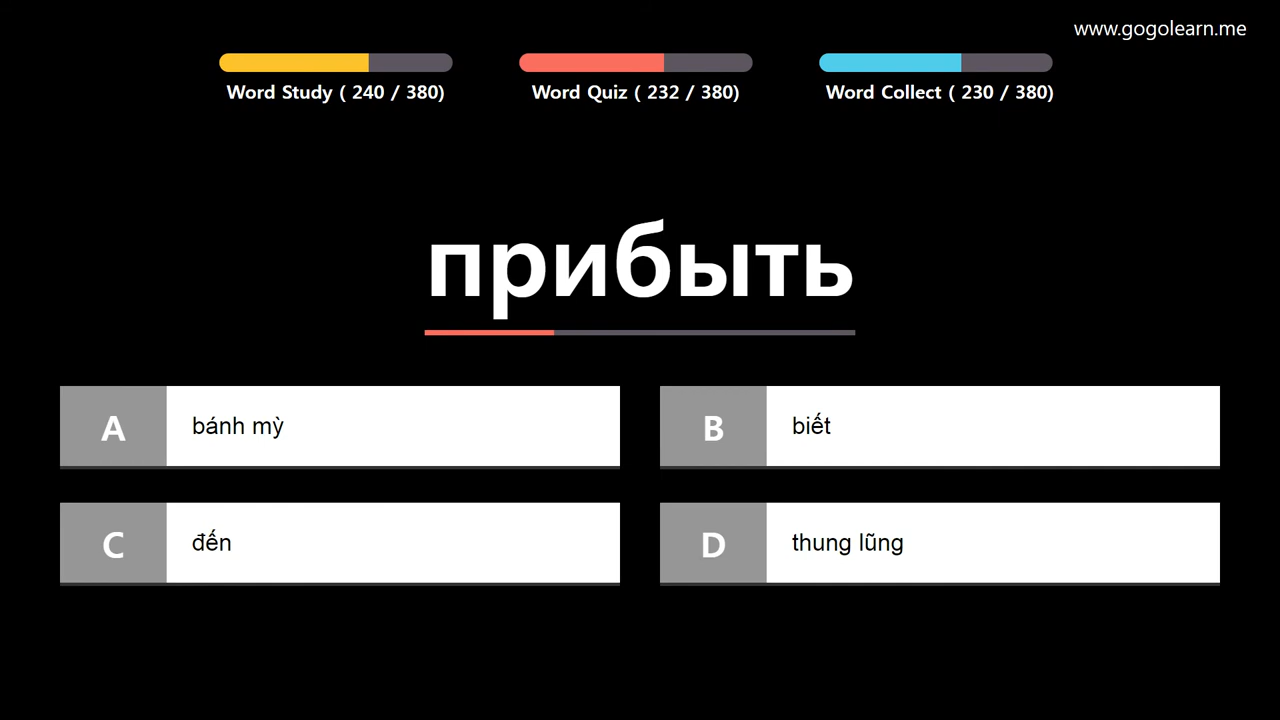 www.gogolearn.me
Word Study ( 240 / 380)
Word Quiz ( 232 / 380)
Word Collect ( 230 / 380)
прибыть
A bánh mỳ
B biết
C đến
D thung lũng